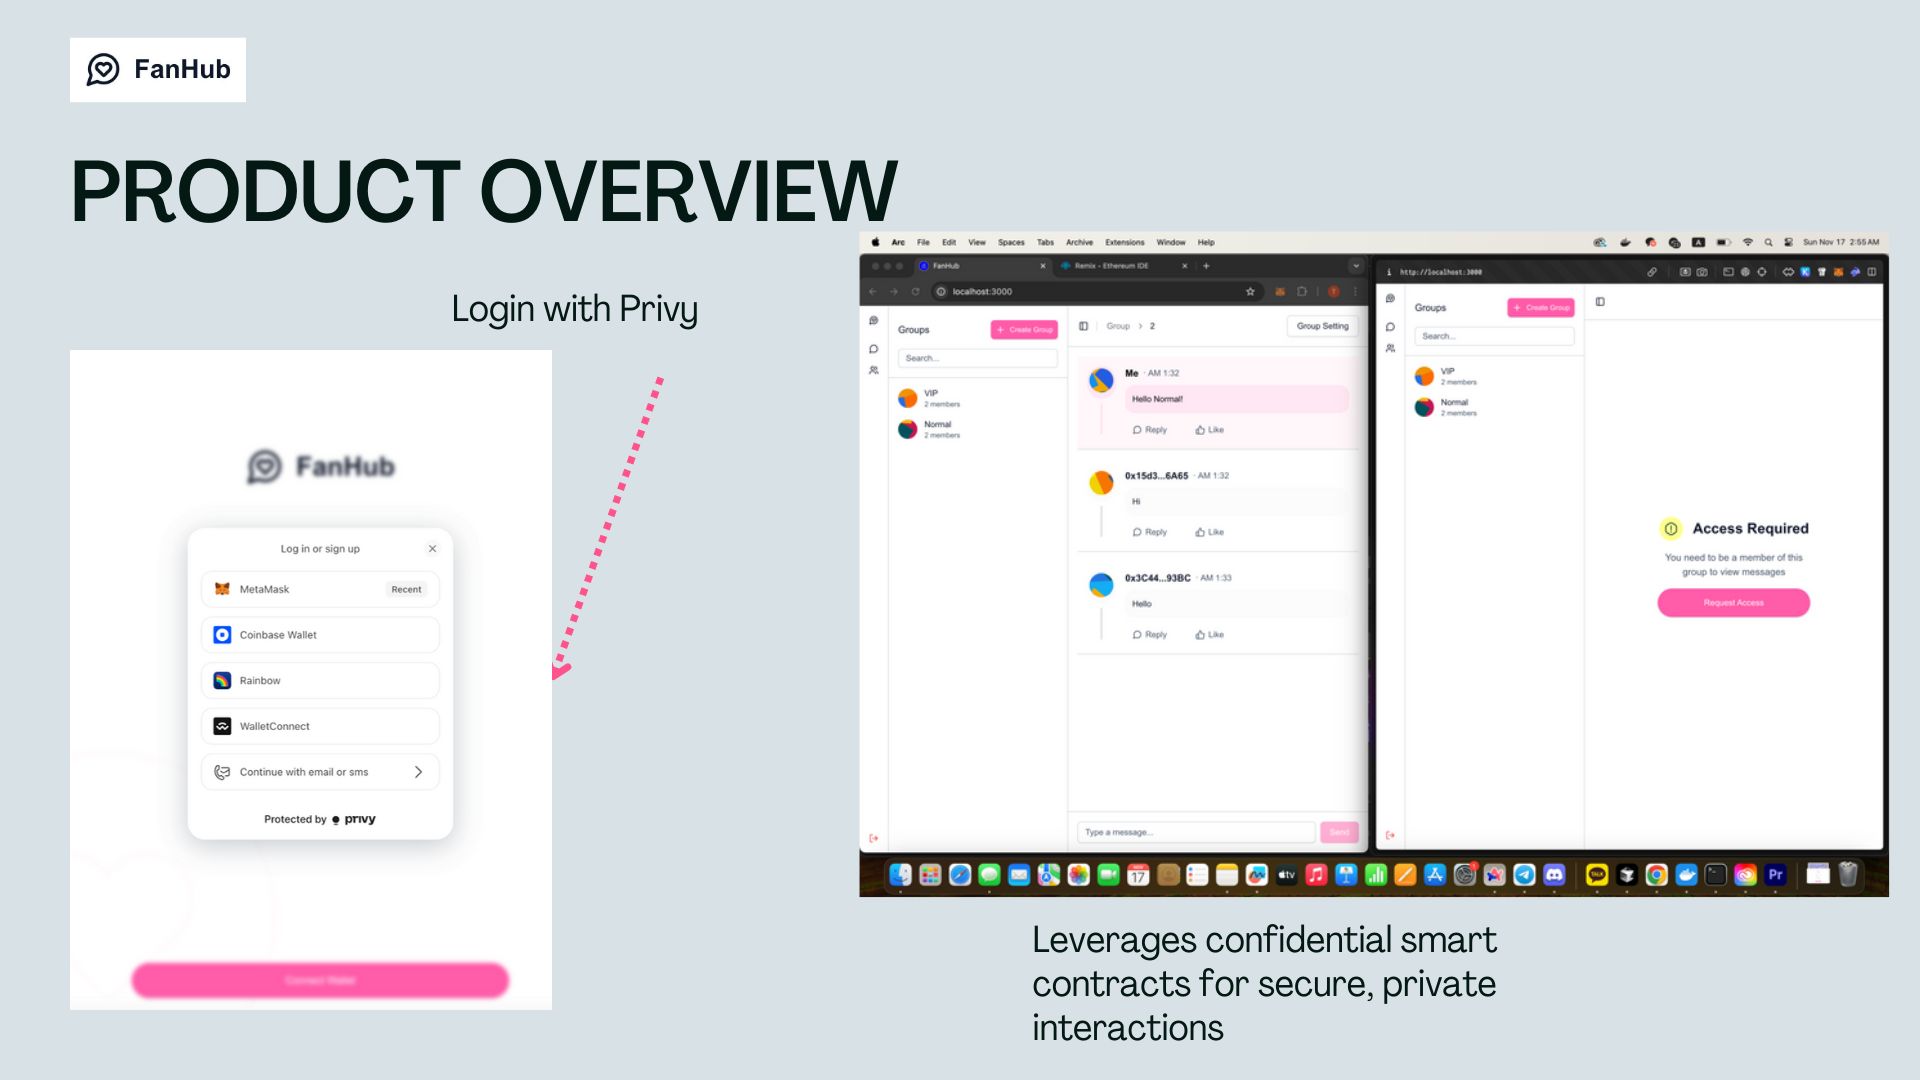 FanHub
PRODUCT OVERVIEW
Login with Privy
FanHub
Log in or sign up
MetaMask
Recent
Coinbase Wallet
Rainbow
WalletConnect
Continue with email or sms
Protected by privy
Connect Wallet
Arc File Edit View Spaces Tabs Archive Extensions Window Help
Sun Nov 17 2:55 AM
FanHub
Remix - Ethereum IDE
localhost:3000
Groups
+ Create Group
Search...
VIP
2 members
Normal
2 members
Group > 2
Group Setting
Me · AM 1:32
Hello Normal!
Reply Like
0x15d3...6A65 · AM 1:32
Hi
Reply Like
0x3C44...93BC · AM 1:33
Hello
Reply Like
Type a message...
Send
http://localhost:3000
Groups
+ Create Group
Search...
VIP
2 members
Normal
2 members
Access Required
You need to be a member of this
group to view messages
Request Access
17
tv
Pr
Leverages confidential smart
contracts for secure, private
interactions